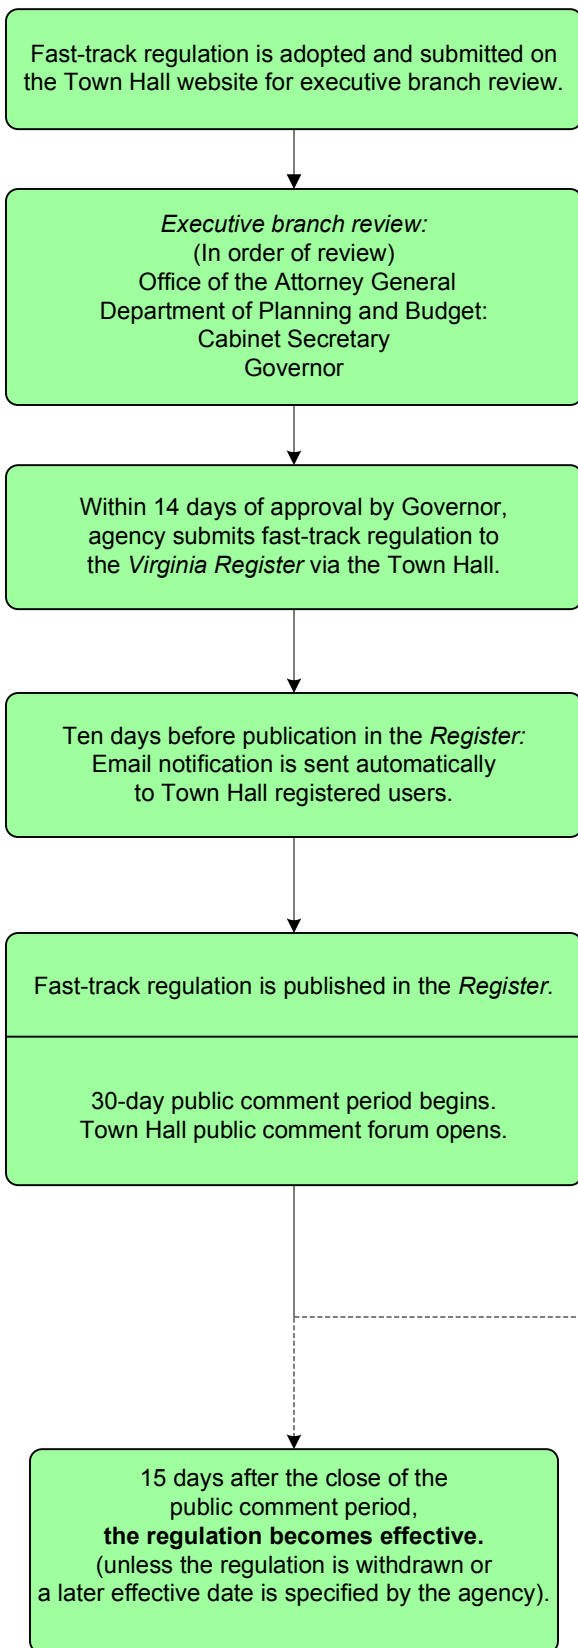 Fast-track regulation is adopted and submitted on
the Town Hall website for executive branch review.
Executive branch review:
(In order of review)
Office of the Attorney General
Department of Planning and Budget:
Cabinet Secretary
Governor
Within 14 days of approval by Governor,
agency submits fast-track regulation to
the Virginia Register via the Town Hall.
Ten days before publication in the Register:
Email notification is sent automatically
to Town Hall registered users.
Fast-track regulation is published in the Register.
30-day public comment period begins.
Town Hall public comment forum opens.
15 days after the close of the
public comment period,
the regulation becomes effective.
(unless the regulation is withdrawn or
a later effective date is specified by the agency).